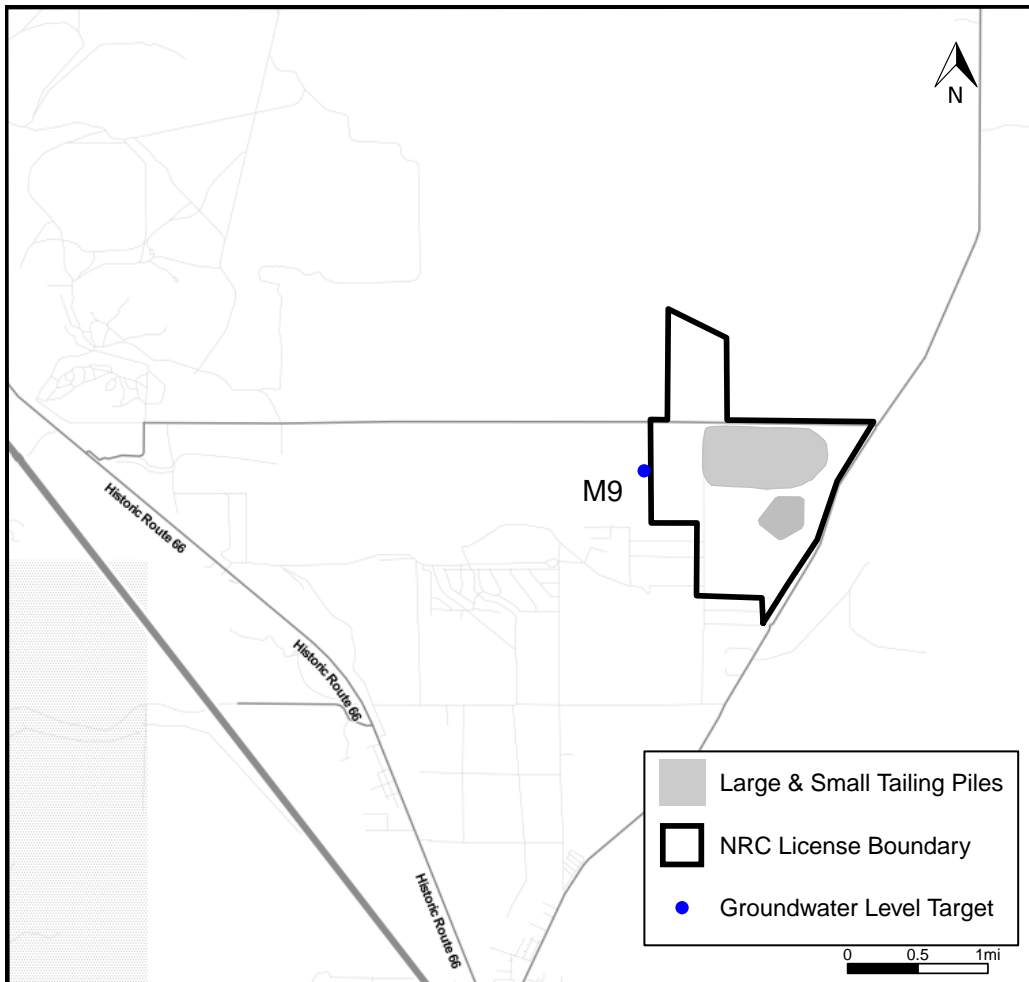 N
M9
Historic Route 66
Historic Route 66
Historic Route 66
Large & Small Tailing Piles
NRC License Boundary
Groundwater Level Target
0 0.5 1mi